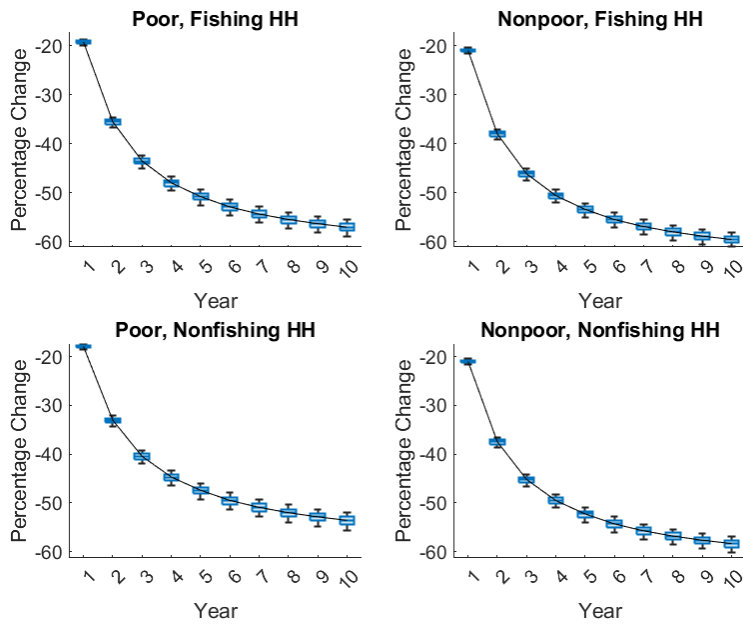 Poor, Fishing HH
-20
-30
-40
-50
-60
Percentage Change
1 2 3 4 5 6 7 8 9 10
Year
Nonpoor, Fishing HH
-20
-30
-40
-50
-60
Percentage Change
1 2 3 4 5 6 7 8 9 10
Year
Poor, Nonfishing HH
-20
-30
-40
-50
-60
Percentage Change
1 2 3 4 5 6 7 8 9 10
Year
Nonpoor, Nonfishing HH
-20
-30
-40
-50
-60
Percentage Change
1 2 3 4 5 6 7 8 9 10
Year